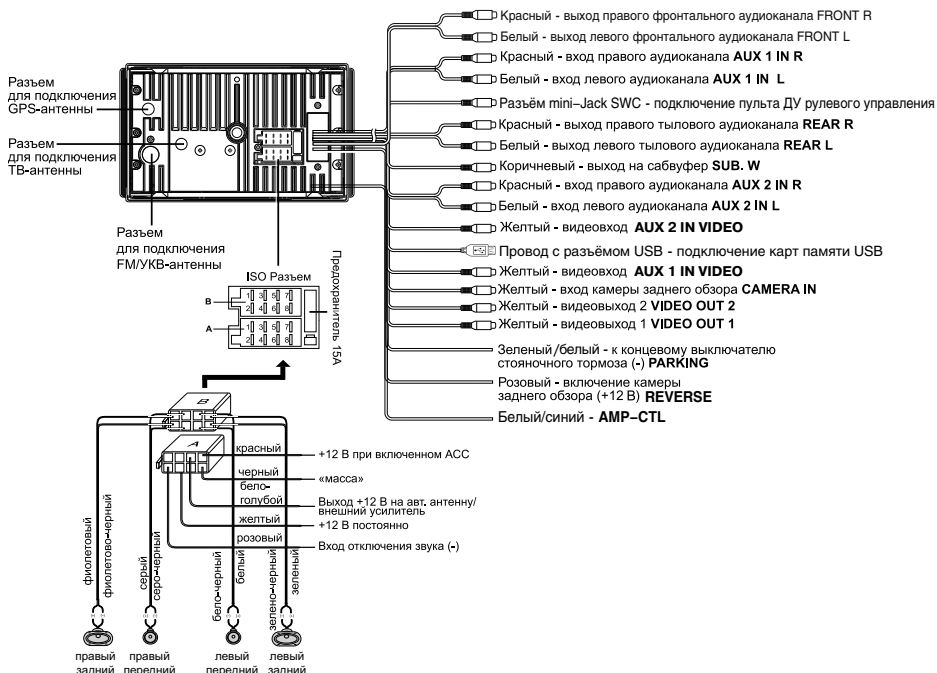 Красный - выход правого фронтального аудиоканала FRONT R
Белый - выход левого фронтального аудиоканала FRONT L
Красный - вход правого аудиоканала AUX 1 IN R
Белый - вход левого аудиоканала AUX 1 IN L
Разъём mini–Jack SWC - подключение пульта ДУ рулевого управления
Красный - выход правого тылового аудиоканала REAR R
Белый - выход левого тылового аудиоканала REAR L
Коричневый - выход на сабвуфер SUB. W
Красный - вход правого аудиоканала AUX 2 IN R
Белый - вход левого аудиоканала AUX 2 IN L
Желтый - видеовход AUX 2 IN VIDEO
Провод с разъёмом USB - подключение карт памяти USB
Желтый - видеовход AUX 1 IN VIDEO
Желтый - вход камеры заднего обзора CAMERA IN
Желтый - видеовыход 2 VIDEO OUT 2
Желтый - видеовыход 1 VIDEO OUT 1
Зеленый/белый - к концевому выключателю
стояночного тормоза (-) PARKING
Розовый - включение камеры
заднего обзора (+12 В) REVERSE
Белый/синий - AMP–CTL
Разъем
для подключения
GPS-антенны
Разъем
для подключения
ТВ-антенны
Разъем
для подключения
FM/УКВ-антенны
ISO Разъем
Предохранитель 15А
B
1 3 5 7
2 4 6 8
A
1 3 5 7
2 4 6 8
B
A
красный
+12 В при включенном ACC
черный
«масса»
бело-
голубой
Выход +12 В на авт. антенну/
внешний усилитель
желтый
+12 В постоянно
розовый
Вход отключения звука (-)
фиолетовый
фиолетово-черный
серый
серо-черный
бело-черный
белый
зелено-черный
зеленый
правый
задний
правый
передний
левый
передний
левый
задний